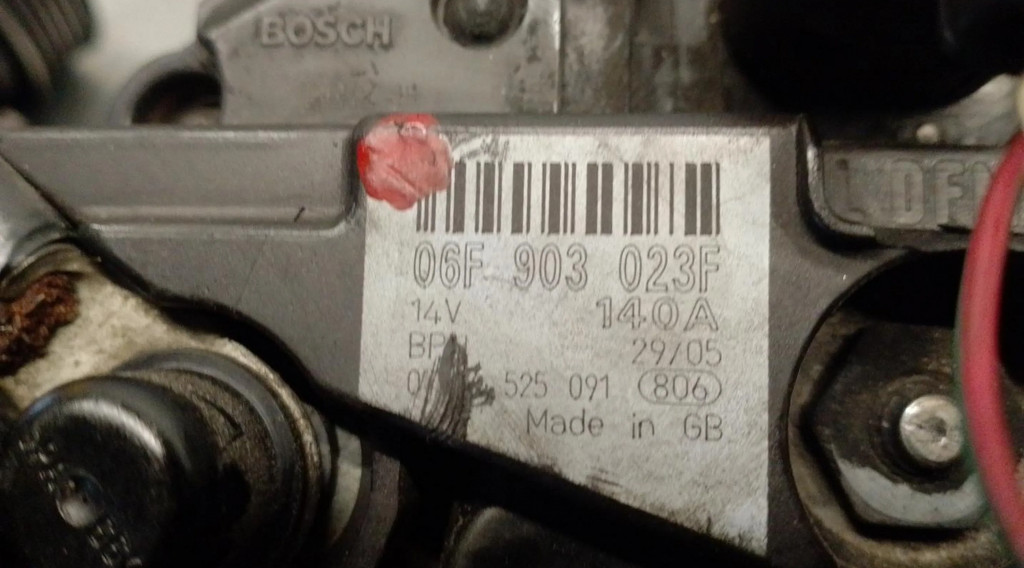 BOSCH
06F 903 023F
14V 140A
29/05
525 091 806
Made in GB